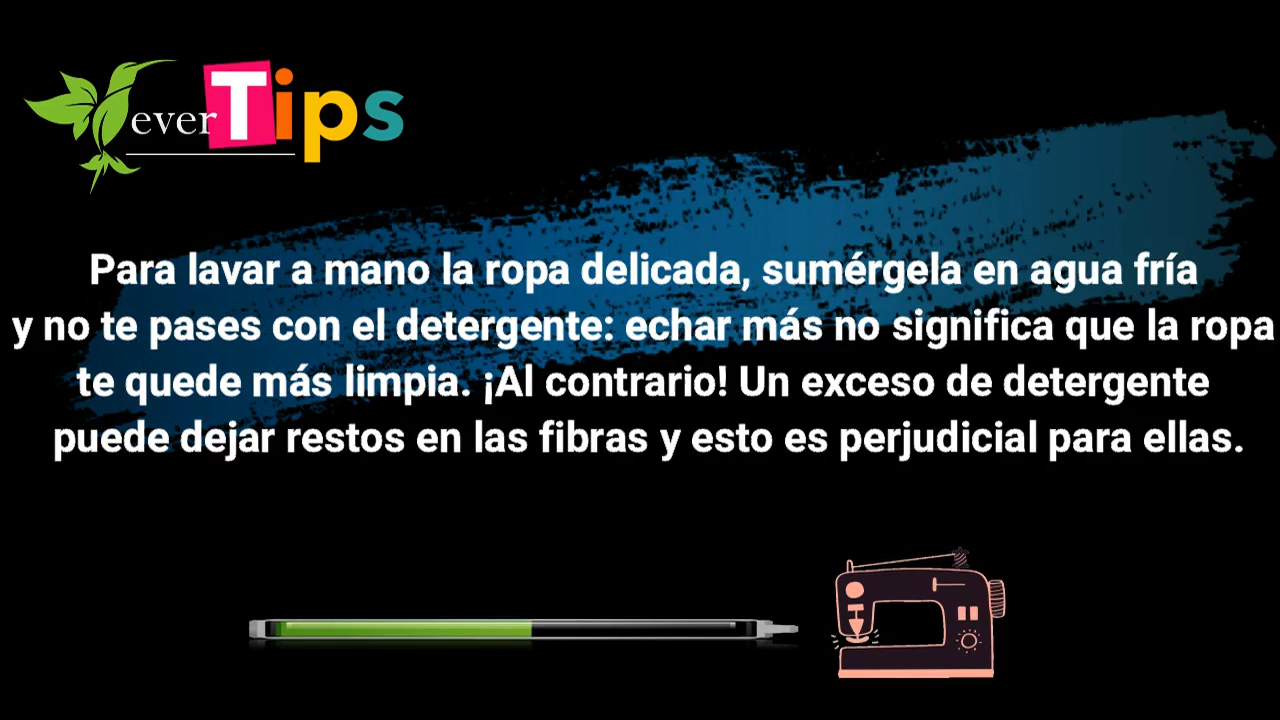 ever Tips
Para lavar a mano la ropa delicada, sumérgela en agua fría
y no te pases con el detergente: echar más no significa que la ropa
te quede más limpia. ¡Al contrario! Un exceso de detergente
puede dejar restos en las fibras y esto es perjudicial para ellas.